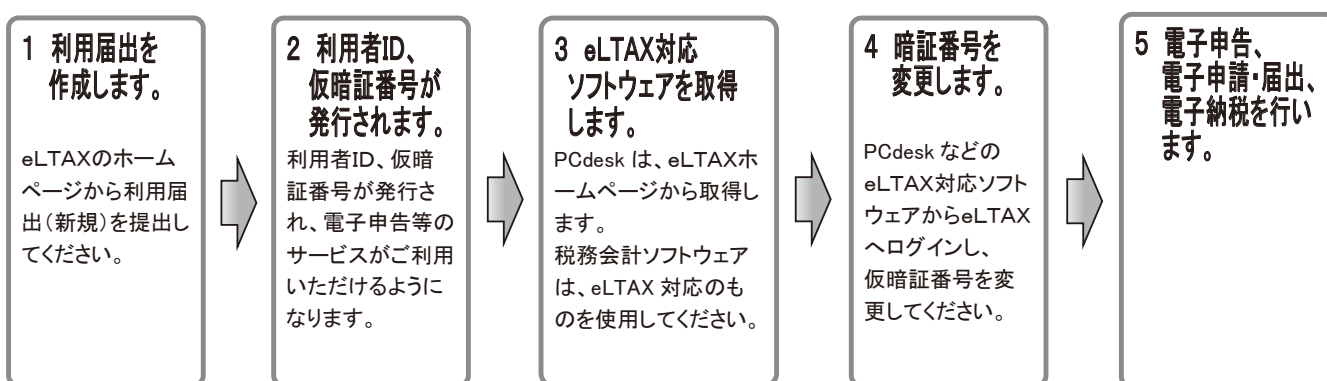 1 利用届出を
作成します。
eLTAXのホーム
ページから利用届
出(新規)を提出し
てください。
2 利用者ID、
仮暗証番号が
発行されます。
利用者ID、仮暗
証番号が発行さ
れ、電子申告等の
サービスがご利用
いただけるように
なります。
3 eLTAX対応
ソフトウェアを取得
します。
PCdesk は、eLTAXホ
ームページから取得し
ます。
税務会計ソフトウェア
は、eLTAX 対応のも
のを使用してください。
4 暗証番号を
変更します。
PCdesk などの
eLTAX対応ソフト
ウェアからeLTAX
へログインし、
仮暗証番号を変
更してください。
5 電子申告、
電子申請・届出、
電子納税を行い
ます。